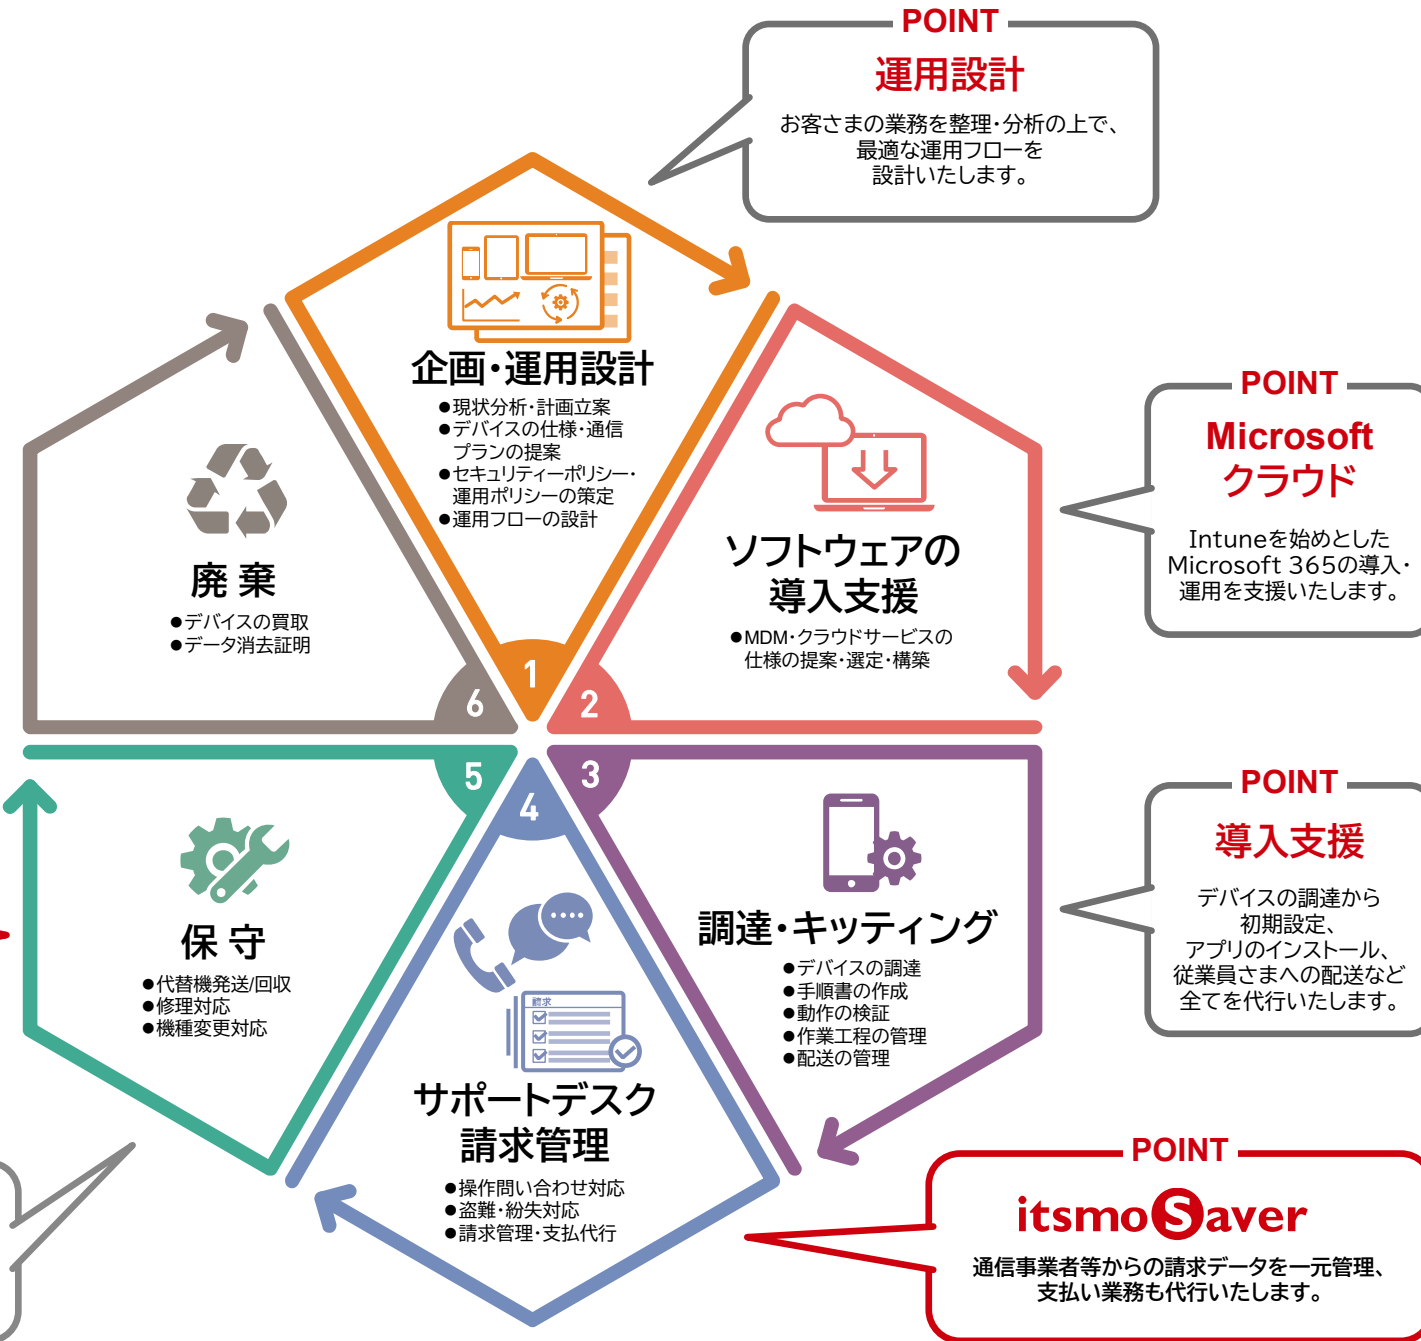 POINT
運用設計
お客さまの業務を整理・分析の上で、
最適な運用フローを
設計いたします。
企画・運用設計
●現状分析・計画立案
●デバイスの仕様・通信
プランの提案
●セキュリティーポリシー・
運用ポリシーの策定
●運用フローの設計
1
POINT
Microsoft
クラウド
Intuneを始めとした
Microsoft 365の導入・
運用を支援いたします。
ソフトウェアの
導入支援
●MDM・クラウドサービスの
仕様の提案・選定・構築
2
POINT
導入支援
デバイスの調達から
初期設定、
アプリのインストール、
従業員さまへの配送など
全てを代行いたします。
3
調達・キッティング
●デバイスの調達
●手順書の作成
●動作の検証
●作業工程の管理
●配送の管理
4
請求
サポートデスク
請求管理
●操作問い合わせ対応
●盗難・紛失対応
●請求管理・支払代行
POINT
itsmoSaver
通信事業者等からの請求データを一元管理、
支払い業務も代行いたします。
5
保守
●代替機発送/回収
●修理対応
●機種変更対応
6
廃棄
●デバイスの買取
●データ消去証明